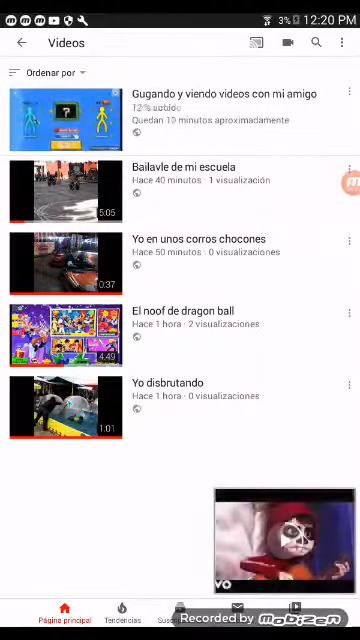 3% 12:20 PM
Videos
Ordenar por
Gugando y viendo videos con mi amigo
12 % subido
Quedan 10 minutos aproximadamente
Bailavle de mi escuela
Hace 40 minutos · 1 visualización
5:05
Yo en unos corros chocones
Hace 50 minutos · 0 visualizaciones
0:37
El noof de dragon ball
Hace 1 hora · 2 visualizaciones
4:49
Yo disbrutando
Hace 1 hora · 0 visualizaciones
1:01
vevo
Página principal
Tendencias
Recorded by
Mobizen